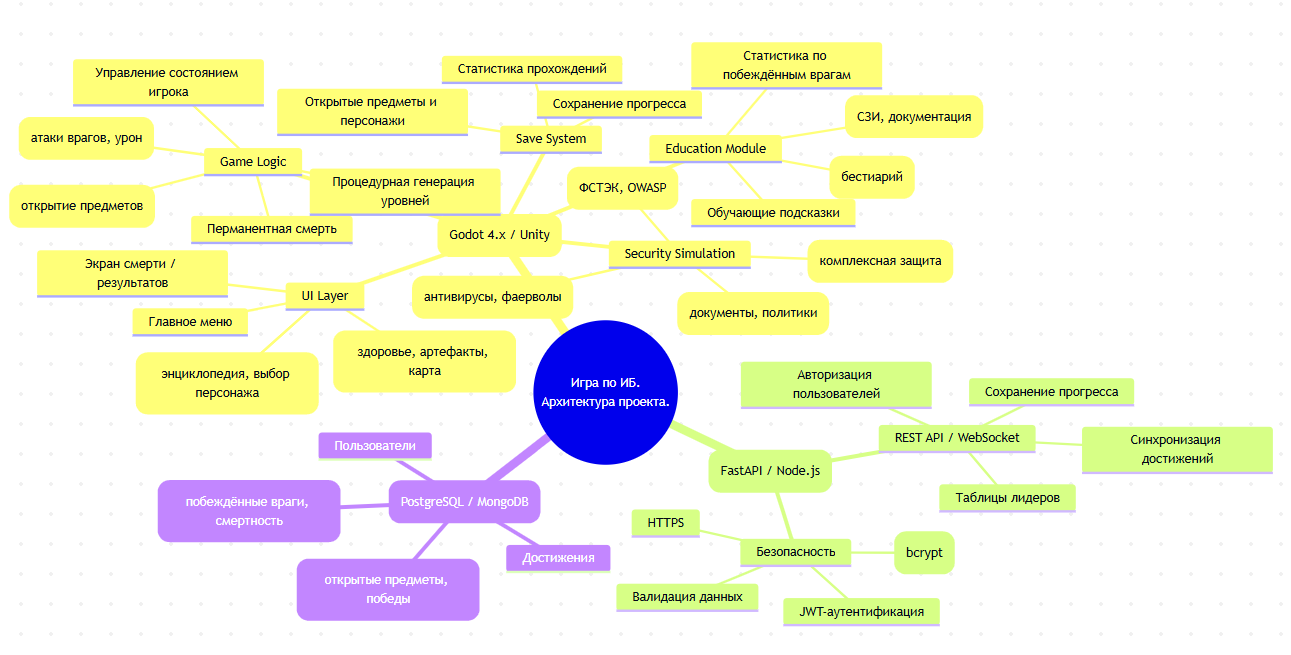 Статистика по
побеждённым врагам
Статистика прохождений
Управление состоянием
игрока
Открытые предметы и
персонажи
Сохранение прогресса
СЗИ, документация
атаки врагов, урон
Save System
Education Module
Game Logic
бестиарий
Процедурная генерация
уровней
ФСТЭК, OWASP
открытие предметов
Обучающие подсказки
Перманентная смерть
Godot 4.x / Unity
Security Simulation
комплексная защита
Экран смерти /
результатов
UI Layer
антивирусы, фаерволы
документы, политики
Главное меню
здоровье, артефакты,
карта
энциклопедия, выбор
персонажа
Игра по ИБ.
Архитектура проекта.
Авторизация
пользователей
Сохранение прогресса
REST API / WebSocket
Синхронизация
достижений
Пользователи
FastAPI / Node.js
Таблицы лидеров
побеждённые враги,
смертность
PostgreSQL / MongoDB
HTTPS
Безопасность
bcrypt
Достижения
открытые предметы,
победы
Валидация данных
JWT-аутентификация